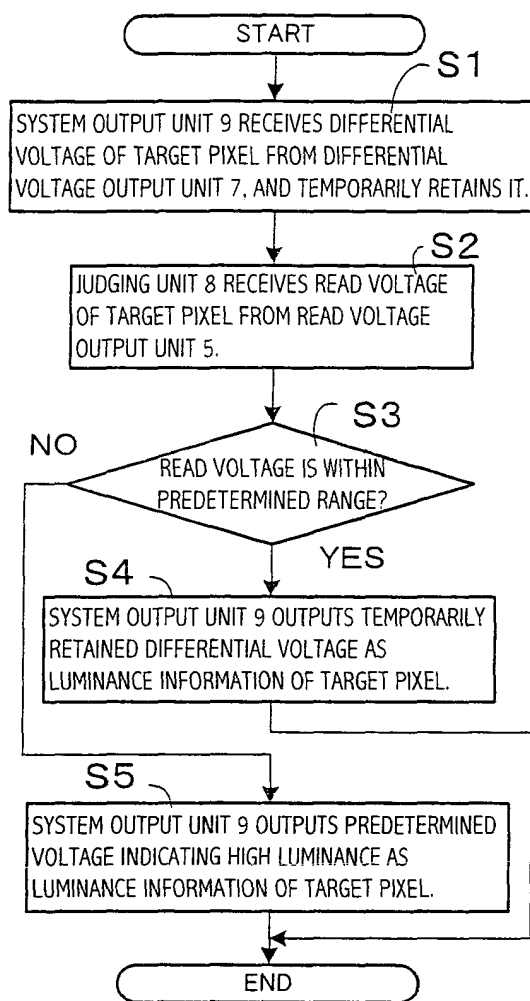 START
S1
SYSTEM OUTPUT UNIT 9 RECEIVES DIFFERENTIAL
VOLTAGE OF TARGET PIXEL FROM DIFFERENTIAL
VOLTAGE OUTPUT UNIT 7, AND TEMPORARILY RETAINS IT.
S2
JUDGING UNIT 8 RECEIVES READ VOLTAGE
OF TARGET PIXEL FROM READ VOLTAGE
OUTPUT UNIT 5.
S3
NO
READ VOLTAGE IS WITHIN
PREDETERMINED RANGE?
YES
S4
SYSTEM OUTPUT UNIT 9 OUTPUTS TEMPORARILY
RETAINED DIFFERENTIAL VOLTAGE AS
LUMINANCE INFORMATION OF TARGET PIXEL.
S5
SYSTEM OUTPUT UNIT 9 OUTPUTS PREDETERMINED
VOLTAGE INDICATING HIGH LUMINANCE AS
LUMINANCE INFORMATION OF TARGET PIXEL.
END